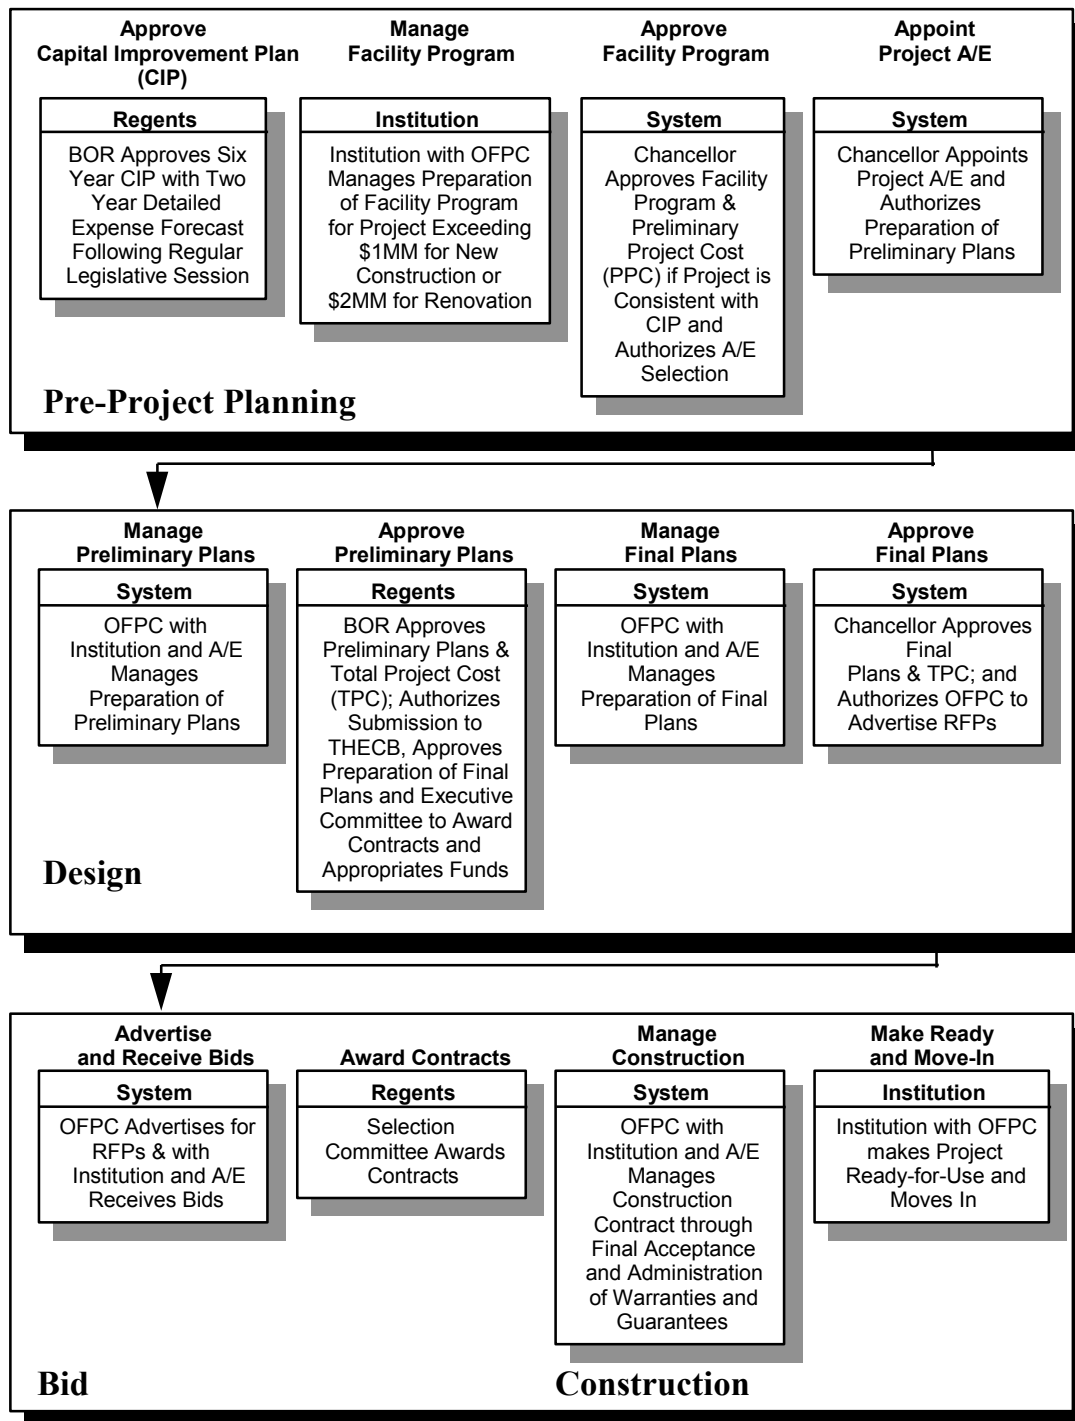 Approve
Capital Improvement Plan
(CIP)
Regents
BOR Approves Six
Year CIP with Two
Year Detailed
Expense Forecast
Following Regular
Legislative Session
Manage
Facility Program
Institution
Institution with OFPC
Manages Preparation
of Facility Program
for Project Exceeding
$1MM for New
Construction or
$2MM for Renovation
Approve
Facility Program
System
Chancellor
Approves Facility
Program &
Preliminary
Project Cost
(PPC) if Project is
Consistent with
CIP and
Authorizes A/E
Selection
Appoint
Project A/E
System
Chancellor Appoints
Project A/E and
Authorizes
Preparation of
Preliminary Plans
Pre-Project Planning
Manage
Preliminary Plans
System
OFPC with
Institution and A/E
Manages
Preparation of
Preliminary Plans
Approve
Preliminary Plans
Regents
BOR Approves
Preliminary Plans &
Total Project Cost
(TPC); Authorizes
Submission to
THECB, Approves
Preparation of Final
Plans and Executive
Committee to Award
Contracts and
Appropriates Funds
Manage
Final Plans
System
OFPC with
Institution and A/E
Manages
Preparation of Final
Plans
Approve
Final Plans
System
Chancellor Approves
Final
Plans & TPC; and
Authorizes OFPC to
Advertise RFPs
Design
Advertise
and Receive Bids
System
OFPC Advertises for
RFPs & with
Institution and A/E
Receives Bids
Award Contracts
Regents
Selection
Committee Awards
Contracts
Manage
Construction
System
OFPC with
Institution and A/E
Manages
Construction
Contract through
Final Acceptance
and Administration
of Warranties and
Guarantees
Make Ready
and Move-In
Institution
Institution with OFPC
makes Project
Ready-for-Use and
Moves In
Bid
Construction